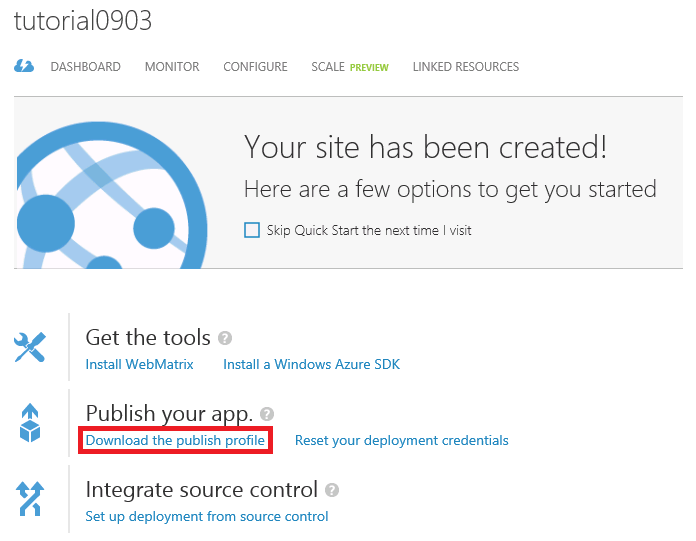 tutorial0903
DASHBOARD MONITOR CONFIGURE SCALE PREVIEW LINKED RESOURCES
Your site has been created!
Here are a few options to get you started
Skip Quick Start the next time I visit
Get the tools ?
Install WebMatrix Install a Windows Azure SDK
Publish your app. ?
Download the publish profile Reset your deployment credentials
Integrate source control ?
Set up deployment from source control